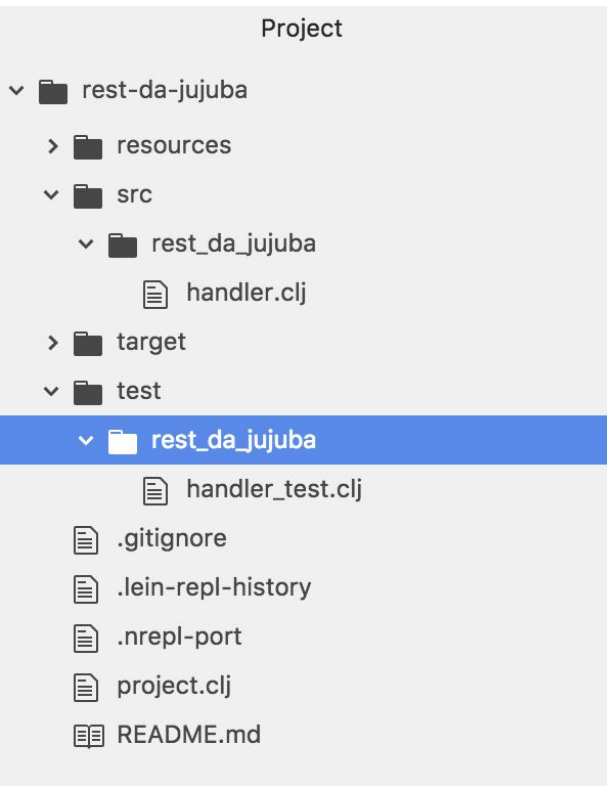 Project
rest-da-jujuba
resources
src
rest_da_jujuba
handler.clj
target
test
rest_da_jujuba
handler_test.clj
.gitignore
.lein-repl-history
.nrepl-port
project.clj
README.md